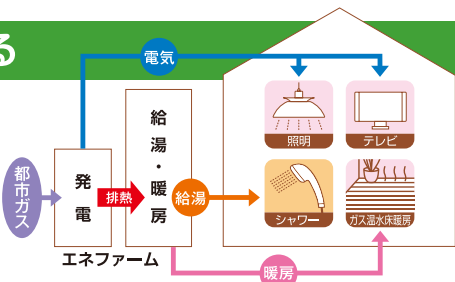 る
電気
照明
テレビ
都市ガス
発電
排熱
給湯・暖房
給湯
シャワー
ガス温水床暖房
エネファーム
暖房